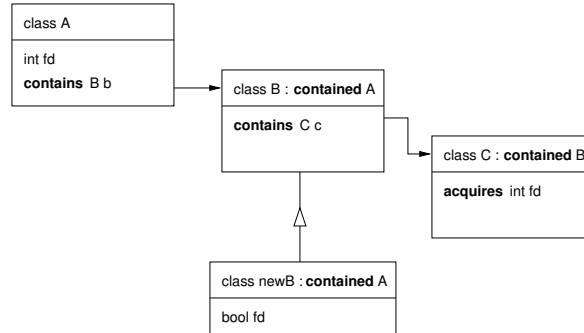 class A
int fd
contains B b
class B : contained A
contains C c
class C : contained B
acquires int fd
class newB : contained A
bool fd